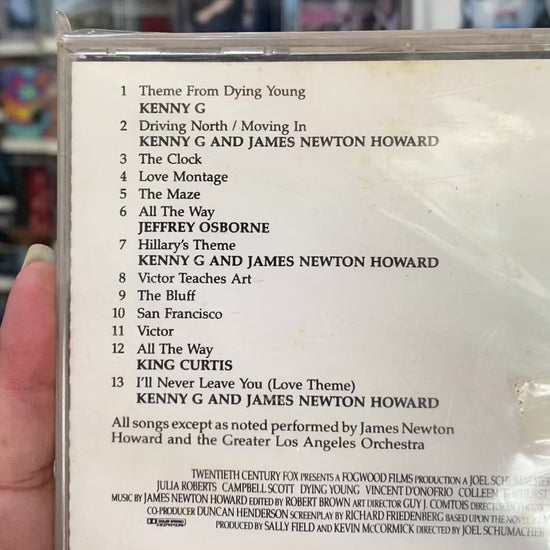 1 Theme From Dying Young
KENNY G
2 Driving North / Moving In
KENNY G AND JAMES NEWTON HOWARD
3 The Clock
4 Love Montage
5 The Maze
6 All The Way
JEFFREY OSBORNE
7 Hillary's Theme
KENNY G AND JAMES NEWTON HOWARD
8 Victor Teaches Art
9 The Bluff
10 San Francisco
11 Victor
12 All The Way
KING CURTIS
13 I'll Never Leave You (Love Theme)
KENNY G AND JAMES NEWTON HOWARD
All songs except as noted performed by James Newton
Howard and the Greater Los Angeles Orchestra
TWENTIETH CENTURY FOX PRESENTS A FOGWOOD FILMS PRODUCTION A JOEL SCHUMACHER
JULIA ROBERTS CAMPBELL SCOTT DYING YOUNG VINCENT D'ONOFRIO COLLEEN
MUSIC BY JAMES NEWTON HOWARD EDITED BY ROBERT BROWN ART DIRECTOR GUY J. COMTOIS
CO-PRODUCER DUNCAN HENDERSON SCREENPLAY BY RICHARD FRIEDENBERG BASED UPON THE
PRODUCED BY SALLY FIELD AND KEVIN McCORMICK DIRECTED BY JOEL SCHUMACHER